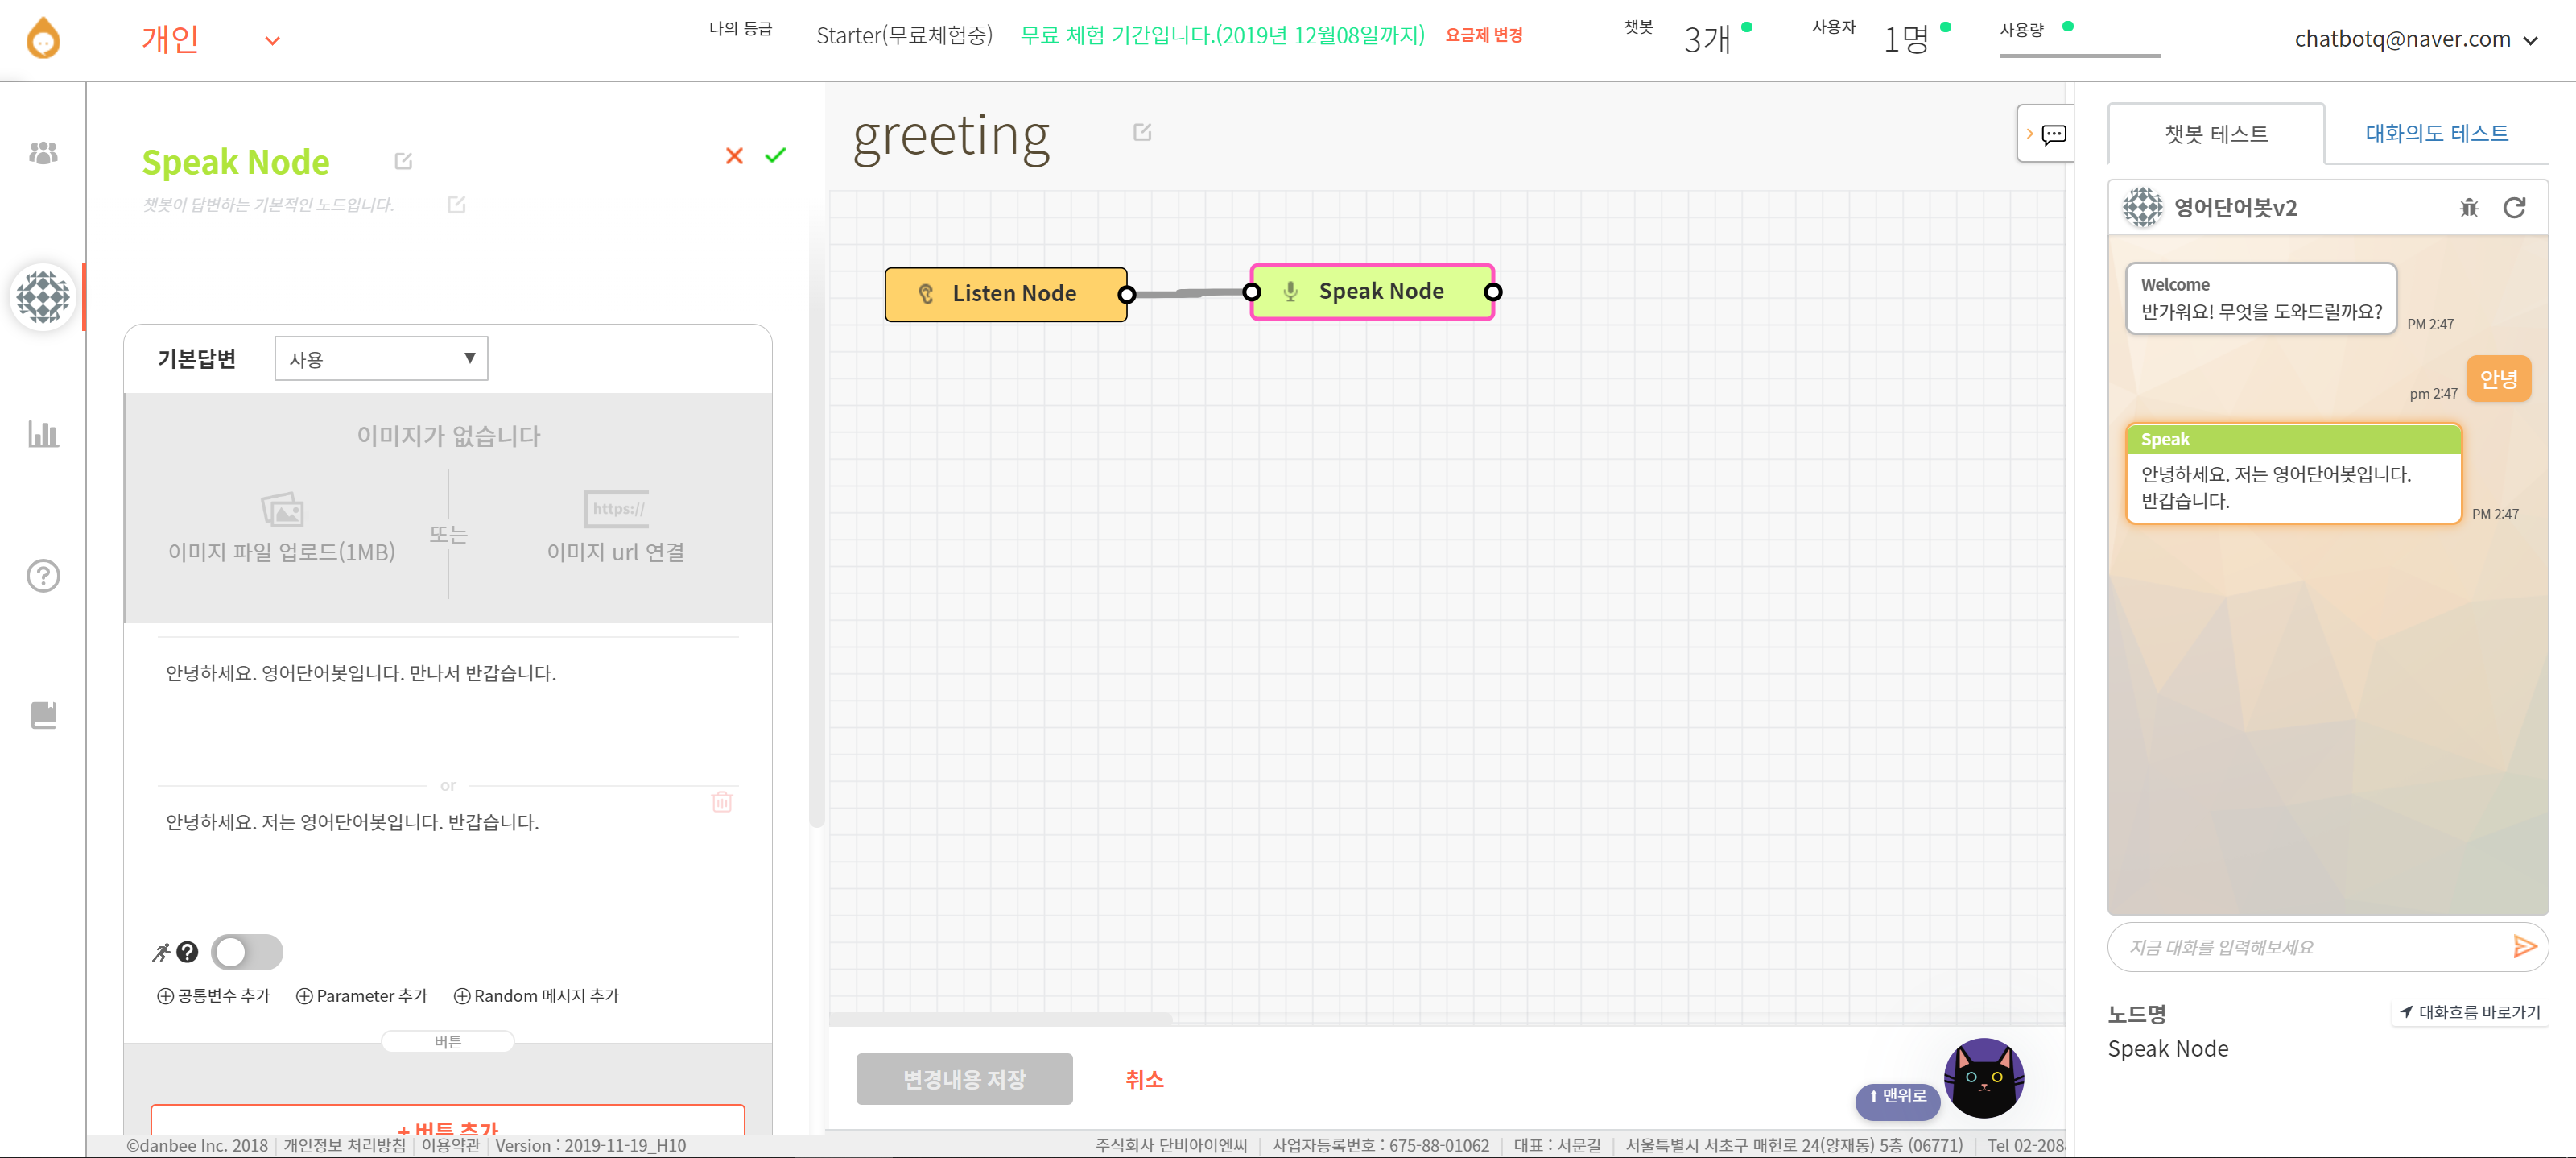 개인
나의 등급
Starter(무료체험중)
무료 체험 기간입니다.(2019년 12월08일까지)
요금제 변경
챗봇
3개
사용자
1명
사용량
chatbotq@naver.com
Speak Node
챗봇이 답변하는 기본적인 노드입니다.
기본답변
사용
이미지가 없습니다
https://
이미지 파일 업로드(1MB)
또는
이미지 url 연결
안녕하세요. 영어단어봇입니다. 만나서 반갑습니다.
or
안녕하세요. 저는 영어단어봇입니다. 반갑습니다.
공통변수 추가
Parameter 추가
Random 메시지 추가
버튼
+ 버튼 추가
greeting
Listen Node
Speak Node
변경내용 저장
취소
맨위로
챗봇 테스트
대화의도 테스트
영어단어봇v2
Welcome
반가워요! 무엇을 도와드릴까요?
PM 2:47
안녕
pm 2:47
Speak
안녕하세요. 저는 영어단어봇입니다.
반갑습니다.
PM 2:47
지금 대화를 입력해보세요
노드명
대화흐름 바로가기
Speak Node
©danbee Inc. 2018 | 개인정보 처리방침 | 이용약관 | Version : 2019-11-19_H10
주식회사 단비아이엔씨 | 사업자등록번호 : 675-88-01062 | 대표 : 서문길 | 서울특별시 서초구 매헌로 24(양재동) 5층 (06771) | Tel 02-208